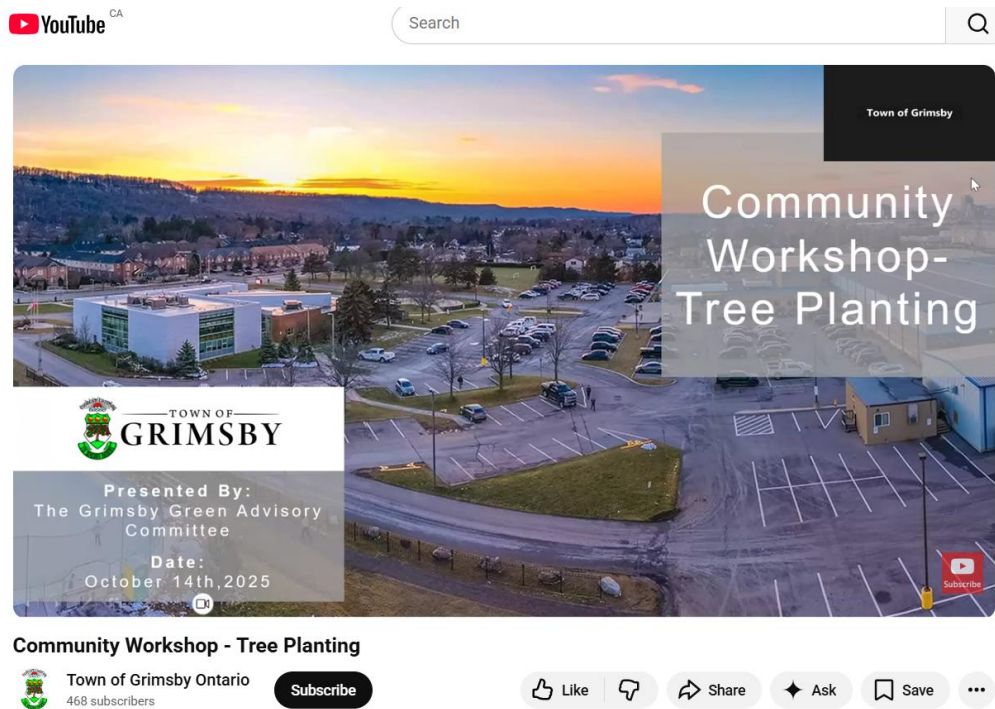 YouTube CA
Search
Town of Grimsby
Community
Workshop-
Tree Planting
TOWN OF
GRIMSBY
Presented By:
The Grimsby Green Advisory
Committee
Date:
October 14th,2025
Subscribe
Community Workshop - Tree Planting
Town of Grimsby Ontario
468 subscribers
Subscribe
Like
Share
Ask
Save